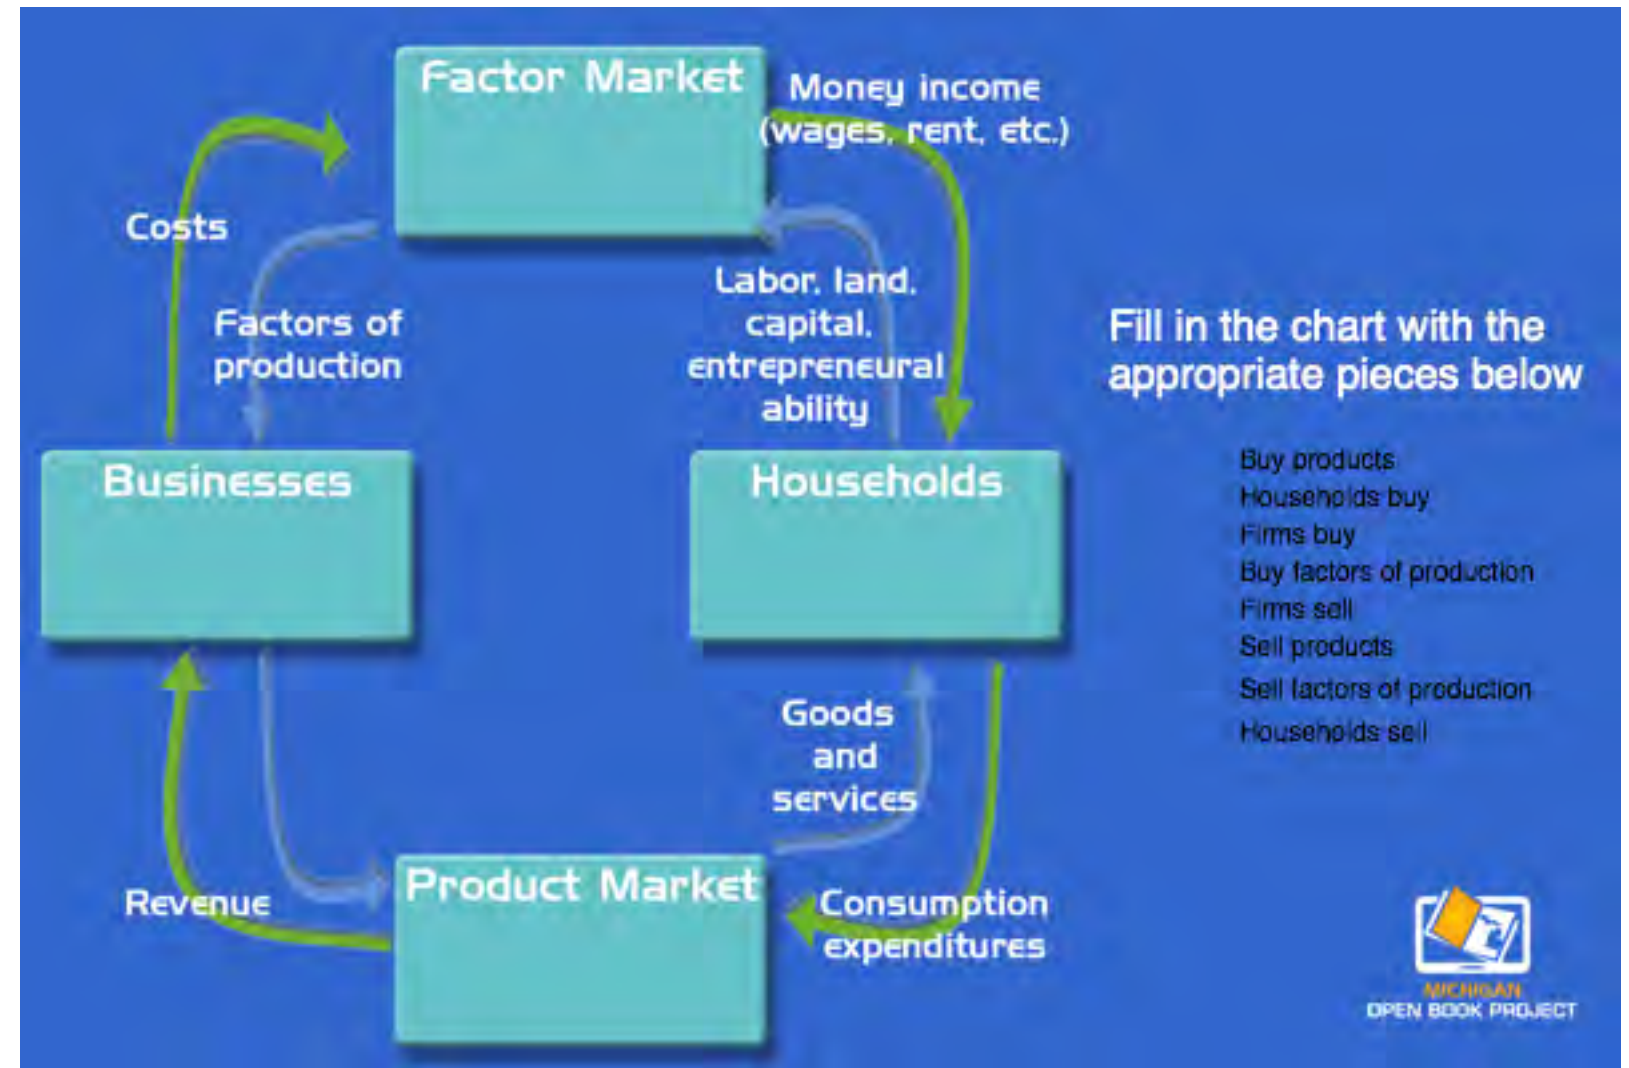 Factor Market
Money income
(wages, rent, etc.)
Costs
Factors of
production
Labor, land,
capital,
entrepreneural
ability
Fill in the chart with the
appropriate pieces below
Businesses
Households
Buy products
Households buy
Firms buy
Buy factors of production
Firms sell
Sell products
Sell factors of production
Households sell
Goods
and
services
Revenue
Product Market
Consumption
expenditures
MICHIGAN
OPEN BOOK PROJECT